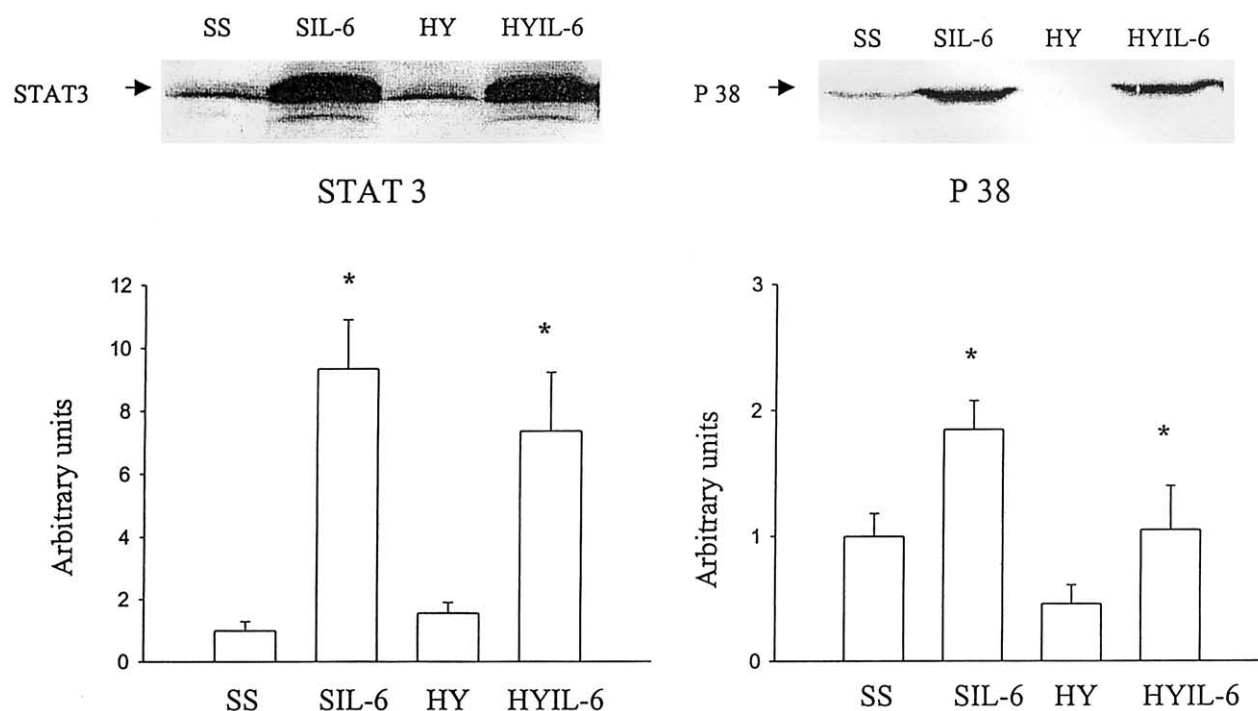 SS SIL-6 HY HYIL-6
STAT3
STAT 3
12
10
8
6
4
2
0
Arbitrary units
*
*
SS SIL-6 HY HYIL-6
SS SIL-6 HY HYIL-6
P 38
P 38
3
2
1
0
Arbitrary units
*
*
SS SIL-6 HY HYIL-6